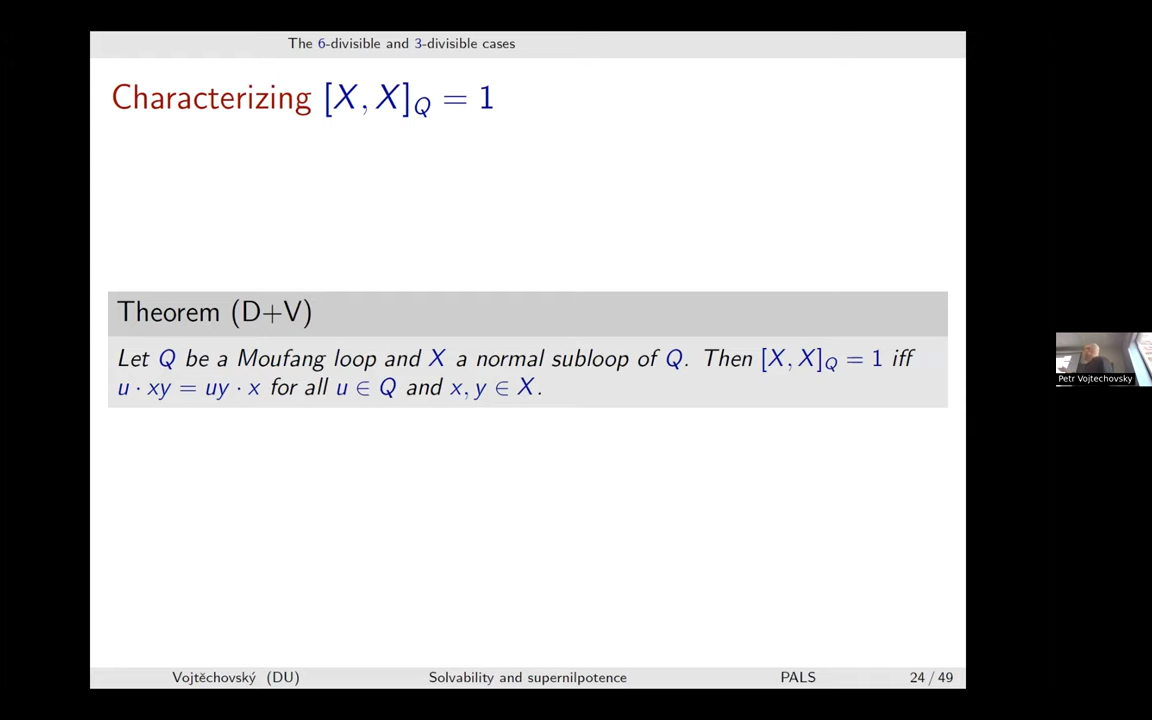 The 6-divisible and 3-divisible cases
Characterizing [X, X]_Q = 1
Theorem (D+V)
Let Q be a Moufang loop and X a normal subloop of Q. Then [X, X]_Q = 1 iff
u · xy = uy · x for all u ∈ Q and x, y ∈ X.
Petr Vojtechovsky
Vojtěchovský (DU) Solvability and supernilpotence PALS 24 / 49